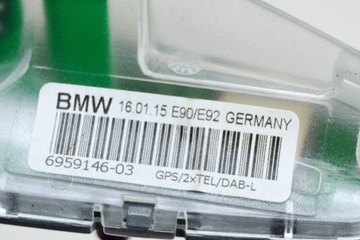 BMW 16.01.15 E90/E92 GERMANY
6959146-03 GPS/2xTEL/DAB-L